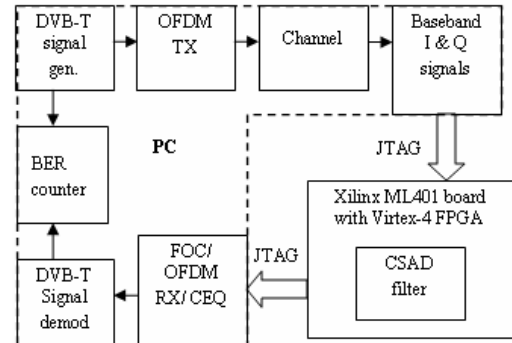 DVB-T
signal
gen.
OFDM
TX
Channel
Baseband
I & Q
signals
JTAG
BER
counter
PC
Xilinx ML401 board
with Virtex-4 FPGA
CSAD
filter
JTAG
FOC/
OFDM
RX/ CEQ
DVB-T
Signal
demod